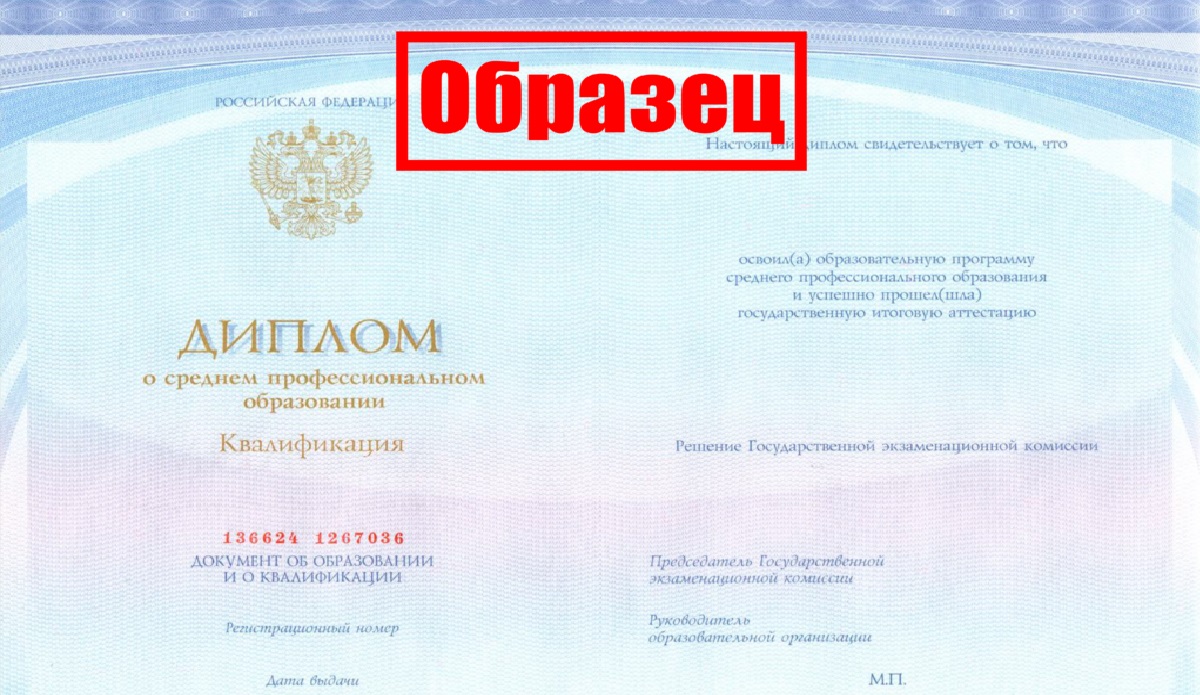 Образец
РОССИЙСКАЯ ФЕДЕРАЦИ
ДИПЛОМ
о среднем профессиональном
образовании
Квалификация
136624 1267036
ДОКУМЕНТ ОБ ОБРАЗОВАНИИ
И О КВАЛИФИКАЦИИ
Регистрационный номер
Дата выдачи
Настоящий диплом свидетельствует о том, что
освоил(а) образовательную программу
среднего профессионального образования
и успешно прошел(шла)
государственную итоговую аттестацию
Решение Государственной экзаменационной комиссии
Председатель Государственной
экзаменационной комиссии
Руководитель
образовательной организации
М.П.